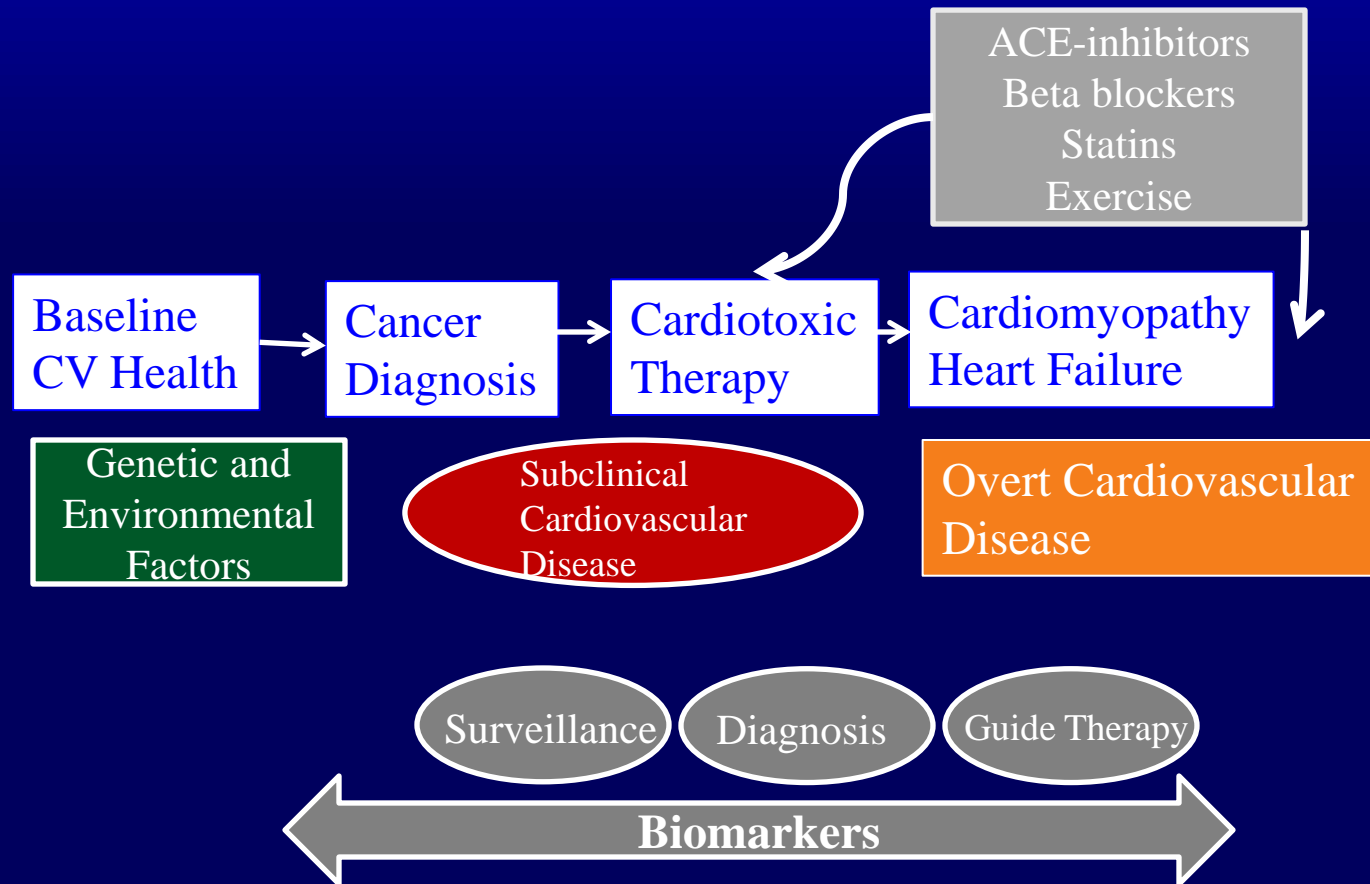 ACE-inhibitors
Beta blockers
Statins
Exercise
Baseline
CV Health
Cancer
Diagnosis
Cardiotoxic
Therapy
Cardiomyopathy
Heart Failure
Genetic and
Environmental
Factors
Subclinical
Cardiovascular
Disease
Overt Cardiovascular
Disease
Surveillance
Diagnosis
Guide Therapy
Biomarkers